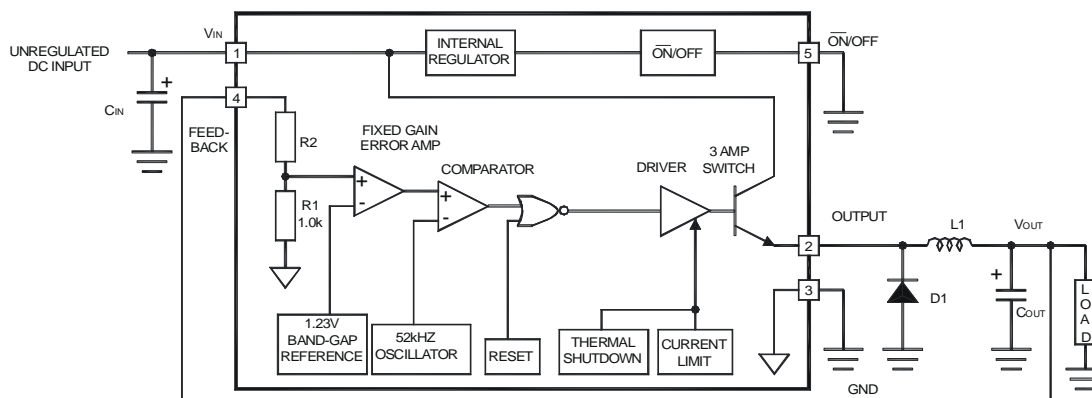 UNREGULATED
DC INPUT
VIN
1
INTERNAL
REGULATOR
ON/OFF
5
ON/OFF
+
CIN
4
FEED-
BACK
R2
FIXED GAIN
ERROR AMP
COMPARATOR
DRIVER
3 AMP
SWITCH
R1
1.0k
+
-
+
-
OUTPUT
2
L1
VOUT
3
D1
+
COUT
LOAD
1.23V
BAND-GAP
REFERENCE
52kHZ
OSCILLATOR
RESET
THERMAL
SHUTDOWN
CURRENT
LIMIT
GND